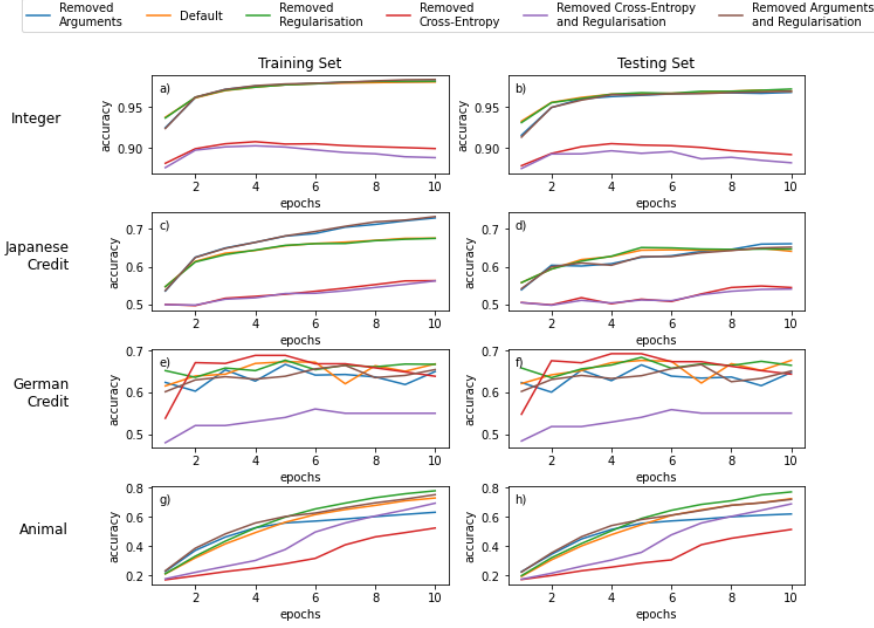 Removed Arguments
Default
Removed Regularisation
Removed Cross-Entropy
Removed Cross-Entropy and Regularisation
Removed Arguments and Regularisation
Training Set
Testing Set
Integer
accuracy
0.95
0.90
a)
2 4 6 8 10
epochs
accuracy
0.95
0.90
b)
2 4 6 8 10
epochs
Japanese Credit
accuracy
0.7
0.6
0.5
c)
2 4 6 8 10
epochs
accuracy
0.7
0.6
0.5
d)
2 4 6 8 10
epochs
German Credit
accuracy
0.7
0.6
0.5
e)
2 4 6 8 10
epochs
accuracy
0.7
0.6
0.5
f)
2 4 6 8 10
epochs
Animal
accuracy
0.8
0.6
0.4
0.2
g)
2 4 6 8 10
epochs
accuracy
0.8
0.6
0.4
0.2
h)
2 4 6 8 10
epochs